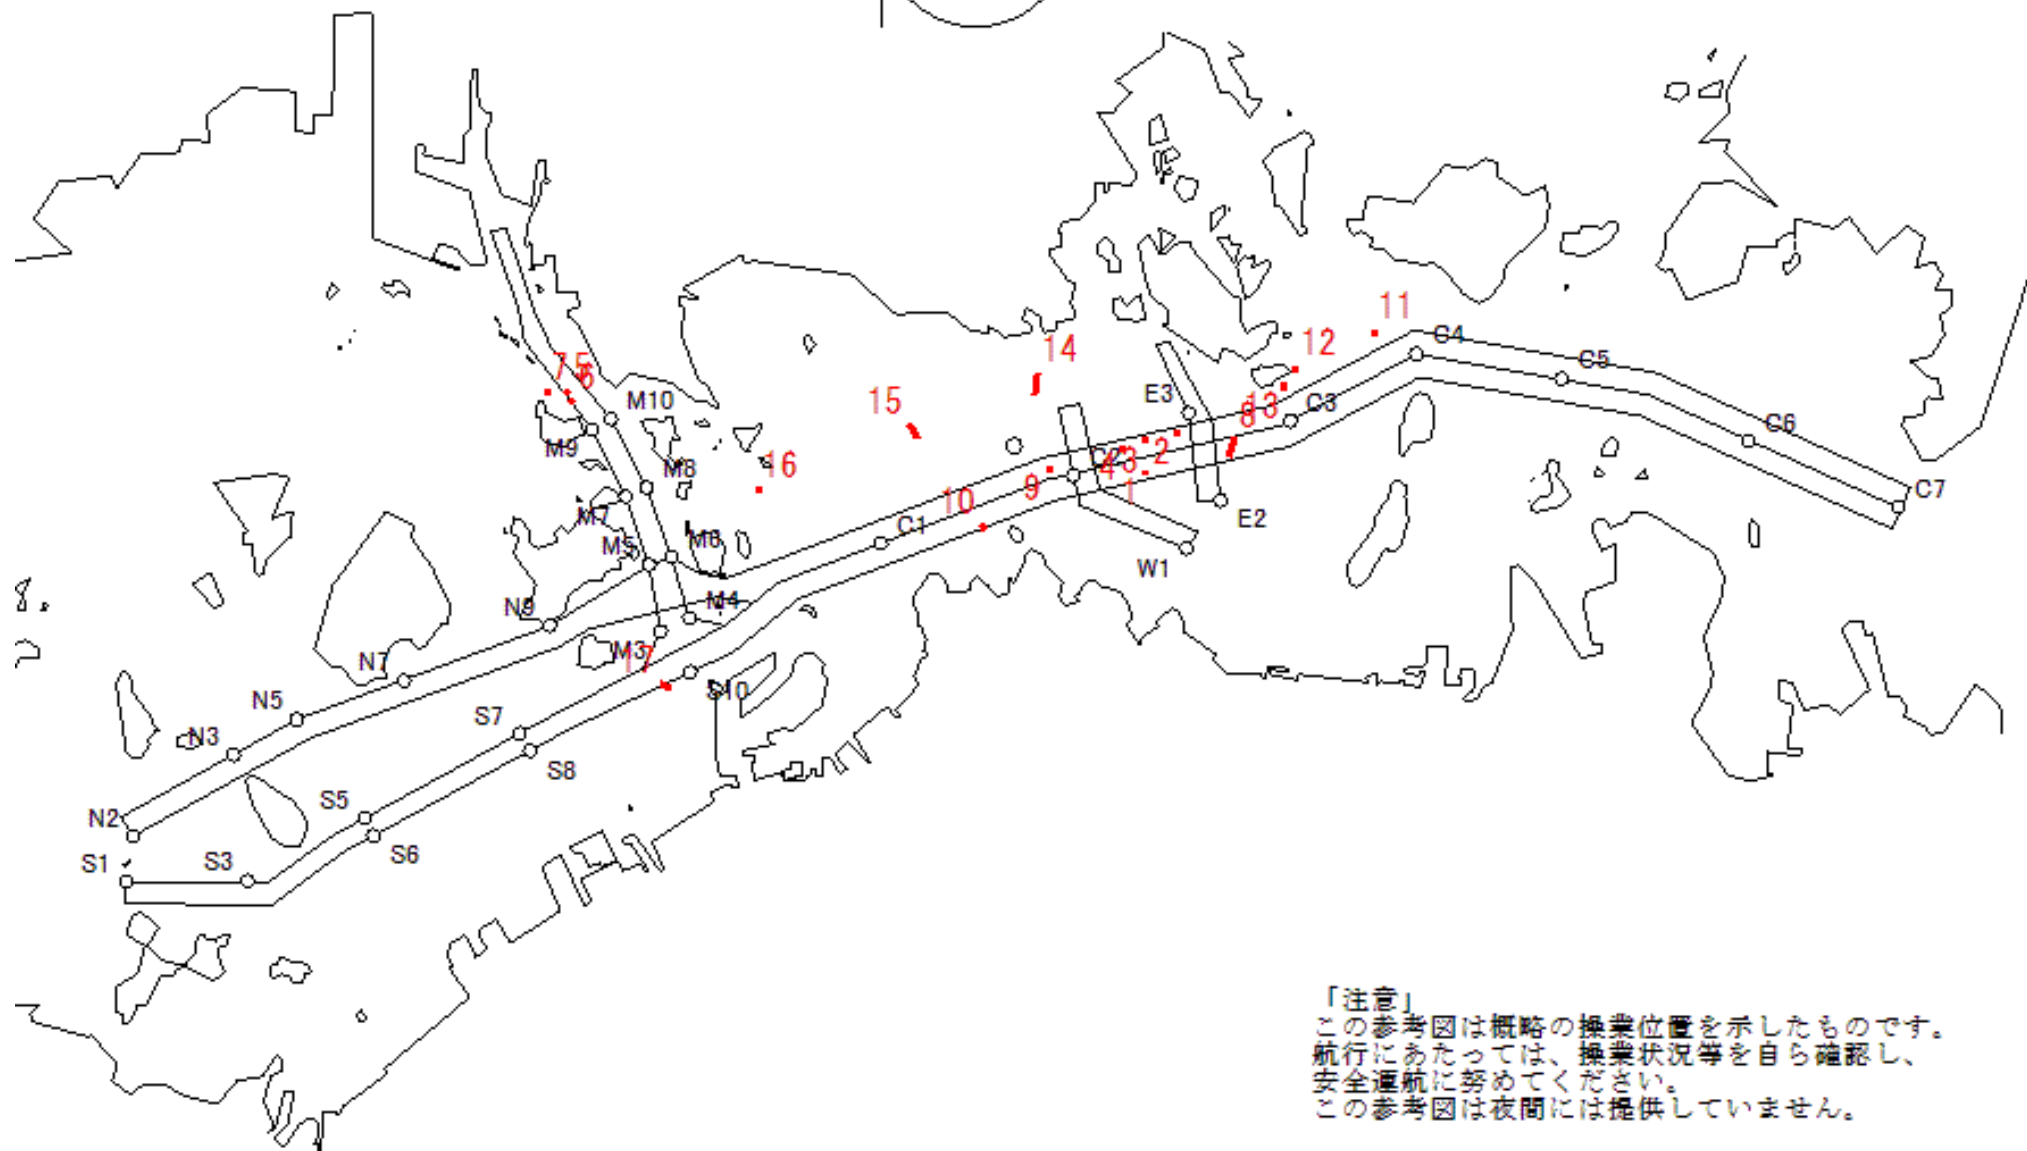 11
12
C4
14
C5
7
5
6
M10
15
E3
13
C3
8
C6
M9
C2
2
3
4
M8
16
9
1
C7
10
E2
M7
C1
M5
M6
W1
N9
M4
M3
17
N7
S10
N5
S7
N3
S8
S5
N2
S6
S1
S3
「注意」
この参考図は概略の操業位置を示したものです。
航行にあたっては、操業状況等を自ら確認し、
安全運航に努めてください。
この参考図は夜間には提供していません。